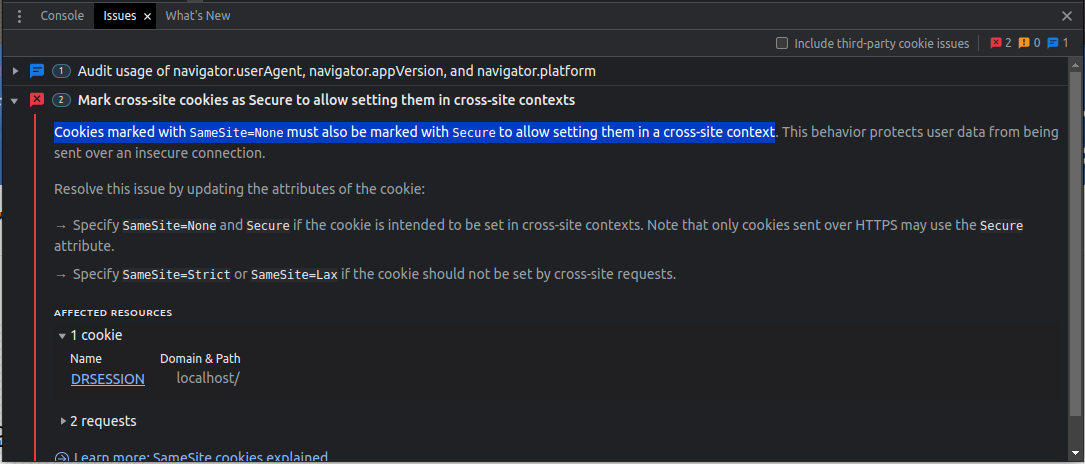 Console Issues × What's New ×
Include third-party cookie issues 2 0 1
1 Audit usage of navigator.userAgent, navigator.appVersion, and navigator.platform
2 Mark cross-site cookies as Secure to allow setting them in cross-site contexts
Cookies marked with SameSite=None must also be marked with Secure to allow setting them in a cross-site context. This behavior protects user data from being
sent over an insecure connection.
Resolve this issue by updating the attributes of the cookie:
→ Specify SameSite=None and Secure if the cookie is intended to be set in cross-site contexts. Note that only cookies sent over HTTPS may use the Secure
attribute.
→ Specify SameSite=Strict or SameSite=Lax if the cookie should not be set by cross-site requests.
AFFECTED RESOURCES
1 cookie
Name Domain & Path
DRSESSION localhost/
2 requests
Learn more: SameSite cookies explained